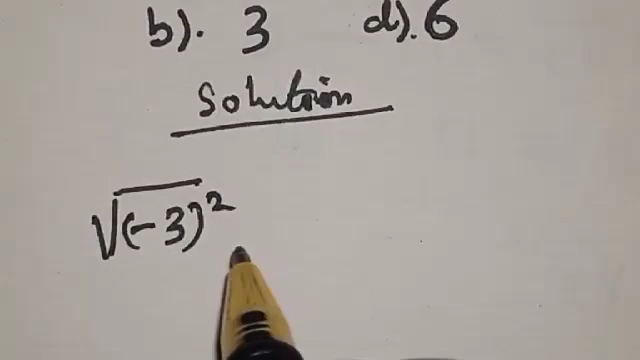 b). 3 d). 6
Solution
√(-3)²